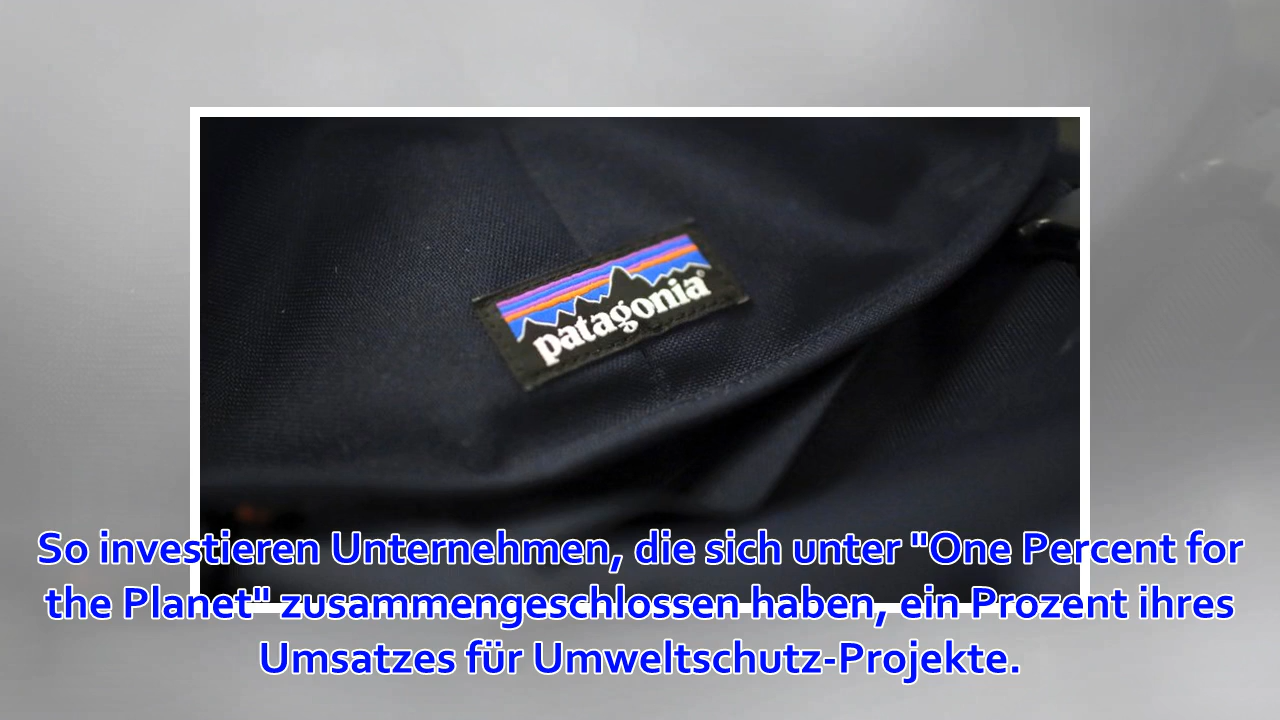 patagonia®
So investieren Unternehmen, die sich unter "One Percent for
the Planet" zusammengeschlossen haben, ein Prozent ihres
Umsatzes für Umweltschutz-Projekte.